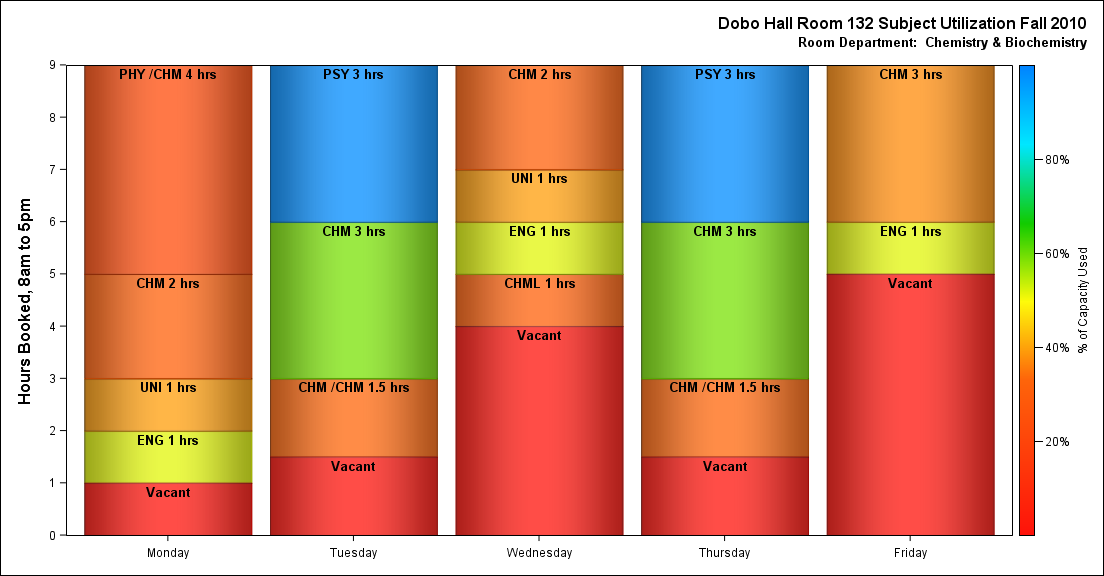 Dobo Hall Room 132 Subject Utilization Fall 2010
Room Department:  Chemistry & Biochemistry
Hours Booked, 8am to 5pm
9
8
7
6
5
4
3
2
1
0
PHY /CHM 4 hrs
CHM 2 hrs
UNI 1 hrs
ENG 1 hrs
Vacant
Monday
PSY 3 hrs
CHM 3 hrs
CHM /CHM 1.5 hrs
Vacant
Tuesday
CHM 2 hrs
UNI 1 hrs
ENG 1 hrs
CHML 1 hrs
Vacant
Wednesday
PSY 3 hrs
CHM 3 hrs
CHM /CHM 1.5 hrs
Vacant
Thursday
CHM 3 hrs
ENG 1 hrs
Vacant
Friday
80%
60%
40%
20%
% of Capacity Used